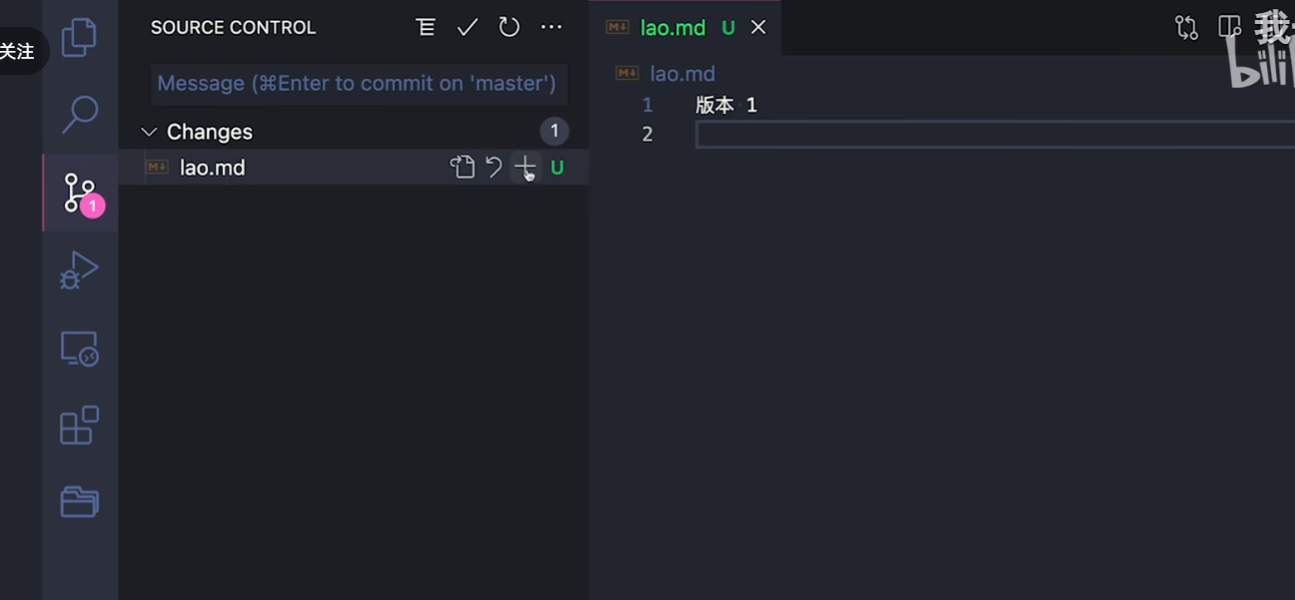 关注
SOURCE CONTROL
Message (⌘Enter to commit on 'master')
Changes
1
lao.md
U
1
lao.md U
lao.md
1 版本 1
2
我
bili